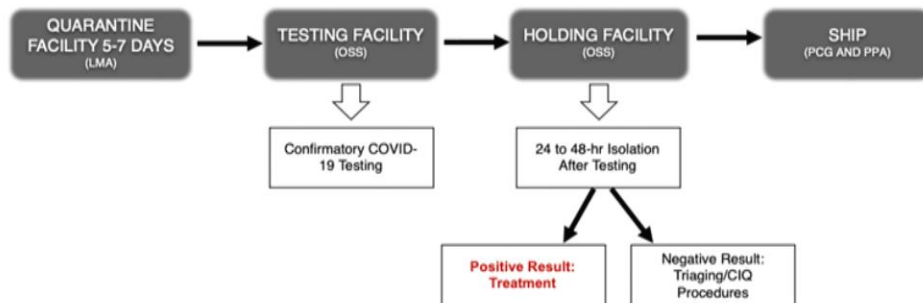 QUARANTINE
FACILITY 5-7 DAYS
(LMA)
TESTING FACILITY
(OSS)
HOLDING FACILITY
(OSS)
SHIP
(PCG AND PPA)
Confirmatory COVID-
19 Testing
24 to 48-hr Isolation
After Testing
Positive Result:
Treatment
Negative Result:
Triaging/CIQ
Procedures